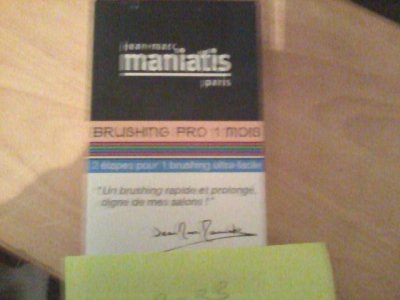 jean-marc
maniatis
paris
BRUSHING PRO 1 MOIS
2 étapes pour 1 brushing ultra-facile
"Un brushing rapide et prolongé,
digne de mes salons !"